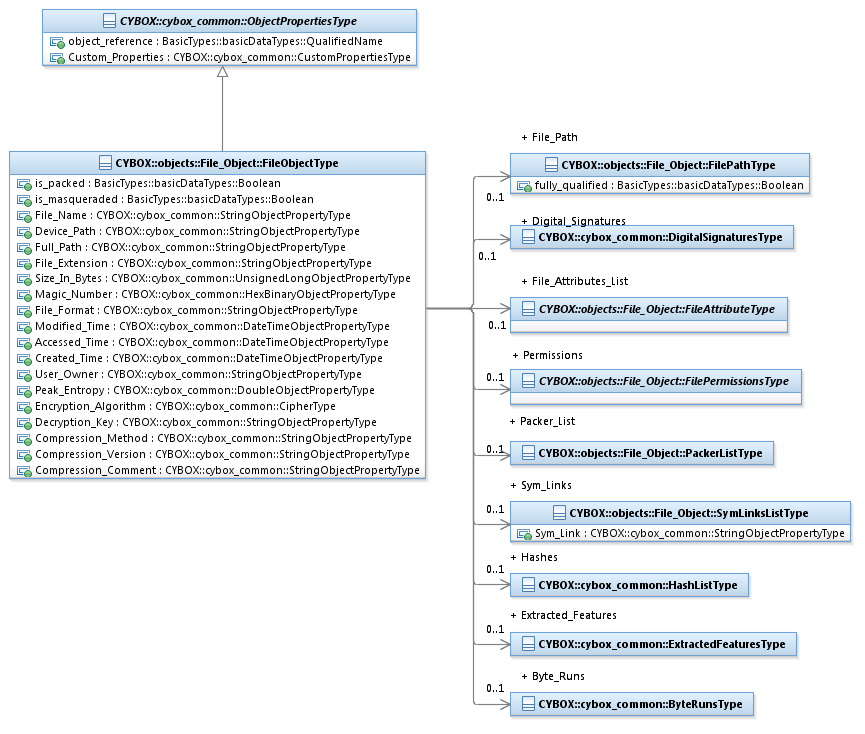 CYBOX::cybox_common::ObjectPropertiesType
object_reference : BasicTypes::basicDataTypes::QualifiedName
Custom_Properties : CYBOX::cybox_common::CustomPropertiesType
CYBOX::objects::File_Object::FileObjectType
is_packed : BasicTypes::basicDataTypes::Boolean
is_masqueraded : BasicTypes::basicDataTypes::Boolean
File_Name : CYBOX::cybox_common::StringObjectPropertyType
Device_Path : CYBOX::cybox_common::StringObjectPropertyType
Full_Path : CYBOX::cybox_common::StringObjectPropertyType
File_Extension : CYBOX::cybox_common::StringObjectPropertyType
Size_In_Bytes : CYBOX::cybox_common::UnsignedLongObjectPropertyType
Magic_Number : CYBOX::cybox_common::HexBinaryObjectPropertyType
File_Format : CYBOX::cybox_common::StringObjectPropertyType
Modified_Time : CYBOX::cybox_common::DateTimeObjectPropertyType
Accessed_Time : CYBOX::cybox_common::DateTimeObjectPropertyType
Created_Time : CYBOX::cybox_common::DateTimeObjectPropertyType
User_Owner : CYBOX::cybox_common::StringObjectPropertyType
Peak_Entropy : CYBOX::cybox_common::DoubleObjectPropertyType
Encryption_Algorithm : CYBOX::cybox_common::CipherType
Decryption_Key : CYBOX::cybox_common::StringObjectPropertyType
Compression_Method : CYBOX::cybox_common::StringObjectPropertyType
Compression_Version : CYBOX::cybox_common::StringObjectPropertyType
Compression_Comment : CYBOX::cybox_common::StringObjectPropertyType
+ File_Path
CYBOX::objects::File_Object::FilePathType
fully_qualified : BasicTypes::basicDataTypes::Boolean
0..1
+ Digital_Signatures
CYBOX::cybox_common::DigitalSignaturesType
0..1
+ File_Attributes_List
CYBOX::objects::File_Object::FileAttributeType
0..1
+ Permissions
0..1
CYBOX::objects::File_Object::FilePermissionsType
+ Packer_List
0..1
CYBOX::objects::File_Object::PackerListType
+ Sym_Links
0..1
CYBOX::objects::File_Object::SymLinksListType
Sym_Link : CYBOX::cybox_common::StringObjectPropertyType
+ Hashes
0..1
CYBOX::cybox_common::HashListType
+ Extracted_Features
0..1
CYBOX::cybox_common::ExtractedFeaturesType
+ Byte_Runs
0..1
CYBOX::cybox_common::ByteRunsType